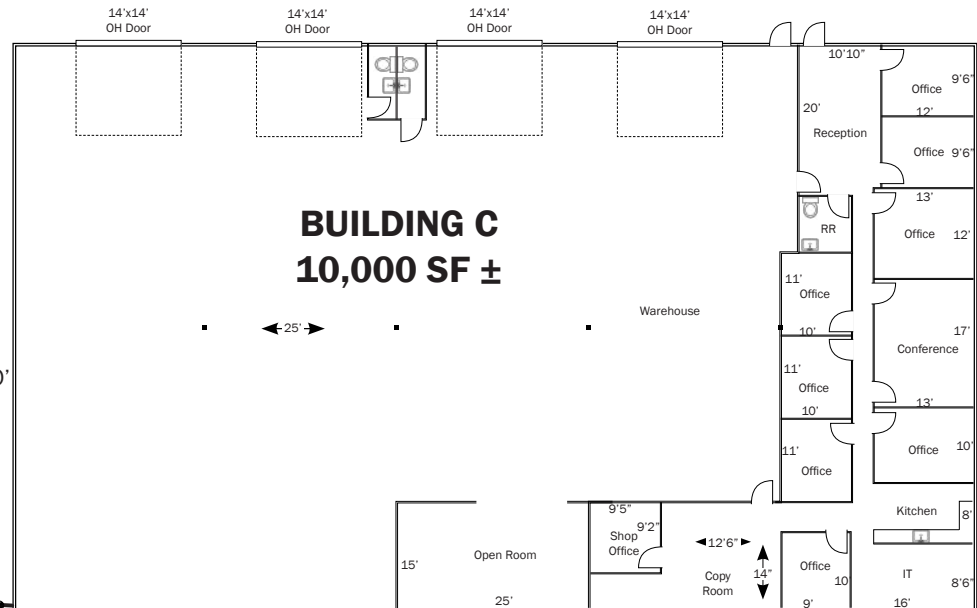 14'x14'
OH Door
14'x14'
OH Door
14'x14'
OH Door
14'x14'
OH Door
10'10"
Office
9'6"
12'
20'
Reception
Office
9'6"
13'
Office
12'
RR
BUILDING C
10,000 SF ±
11'
Office
10'
Warehouse
25'
17'
Conference
13'
11'
Office
10'
0'
11'
Office
Office
10'
Kitchen
8'
9'5"
9'2"
Shop
Office
12'6"
Open Room
15'
25'
14"
Copy
Room
Office
10'
9'
IT
8'6"
16'